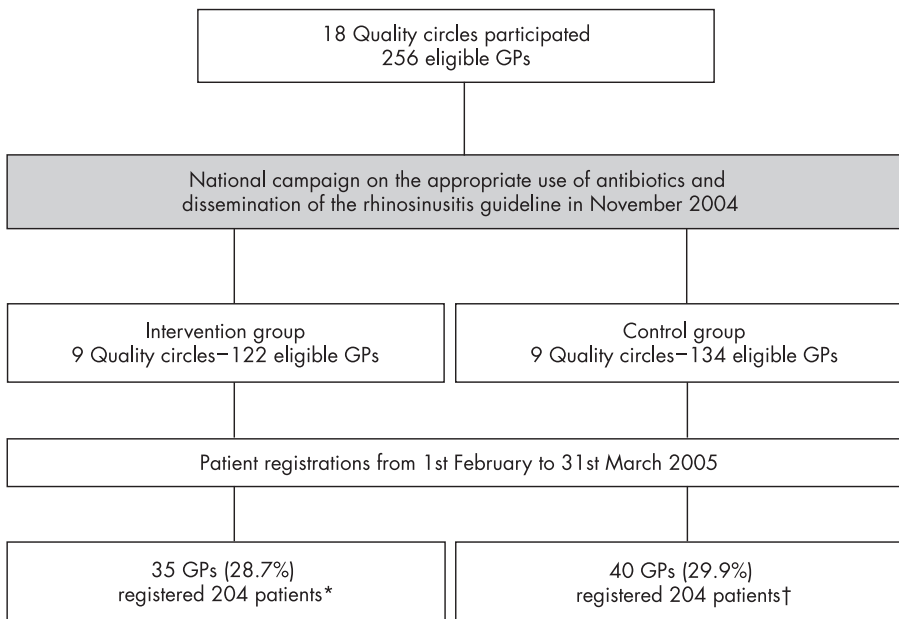 18 Quality circles participated
256 eligible GPs
National campaign on the appropriate use of antibiotics and
dissemination of the rhinosinusitis guideline in November 2004
Intervention group
9 Quality circles–122 eligible GPs
Control group
9 Quality circles–134 eligible GPs
Patient registrations from 1st February to 31st March 2005
35 GPs (28.7%)
registered 204 patients*
40 GPs (29.9%)
registered 204 patients†